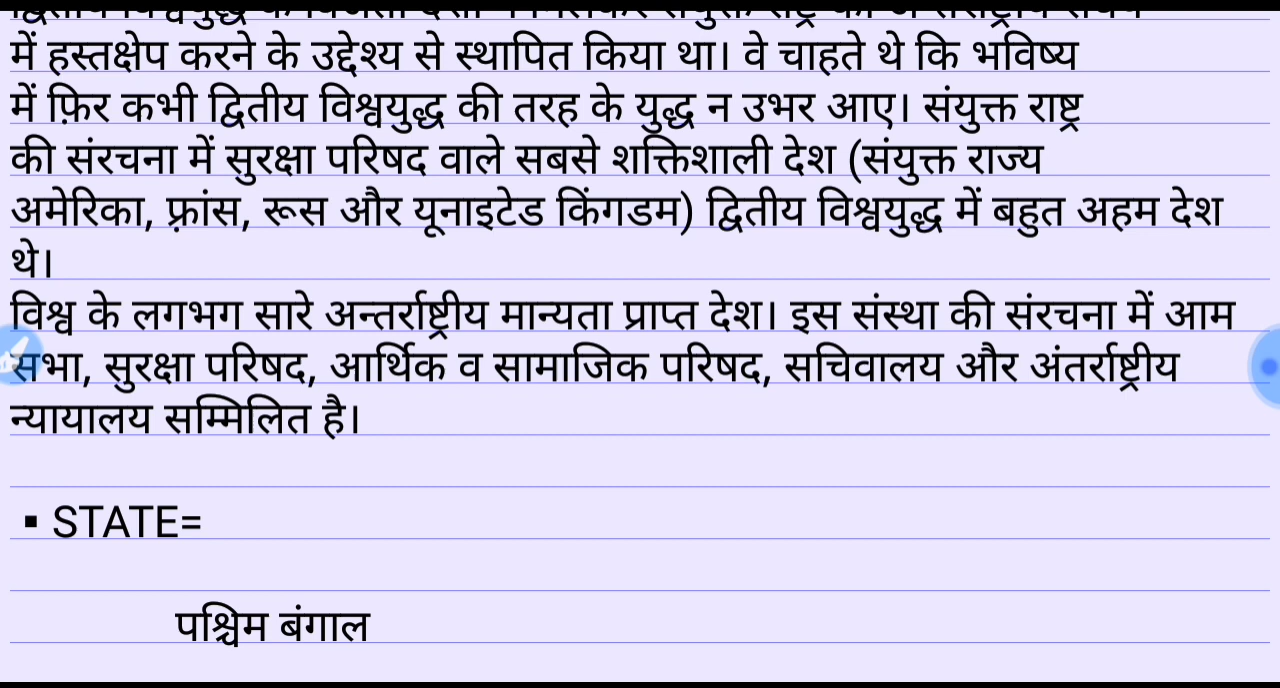 में हस्तक्षेप करने के उद्देश्य से स्थापित किया था। वे चाहते थे कि भविष्य
में फ़िर कभी द्वितीय विश्वयुद्ध की तरह के युद्ध न उभर आए। संयुक्त राष्ट्र
की संरचना में सुरक्षा परिषद वाले सबसे शक्तिशाली देश (संयुक्त राज्य
अमेरिका, फ़्रांस, रूस और यूनाइटेड किंगडम) द्वितीय विश्वयुद्ध में बहुत अहम देश
थे।
विश्व के लगभग सारे अन्तर्राष्ट्रीय मान्यता प्राप्त देश। इस संस्था की संरचना में आम
सभा, सुरक्षा परिषद, आर्थिक व सामाजिक परिषद, सचिवालय और अंतर्राष्ट्रीय
न्यायालय सम्मिलित है।
▪ STATE=
पश्चिम बंगाल